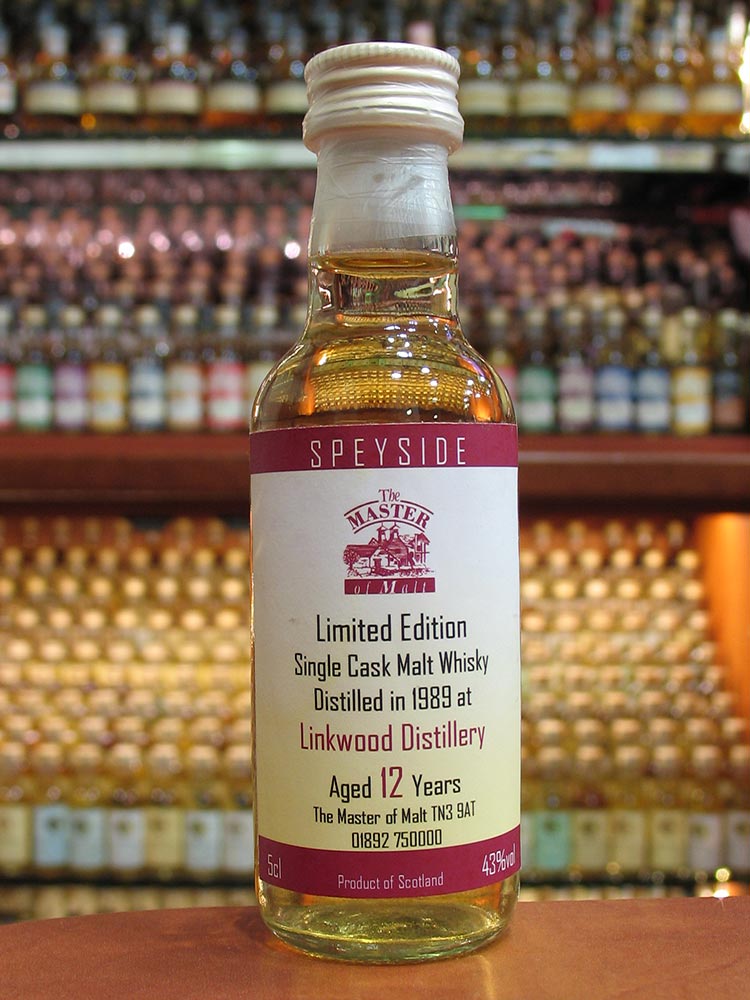 SPEYSIDE
The
MASTER
of Malt
Limited Edition
Single Cask Malt Whisky
Distilled in 1989 at
Linkwood Distillery
Aged 12 Years
The Master of Malt TN3 9AT
01892 750000
5cl 43%vol
Product of Scotland